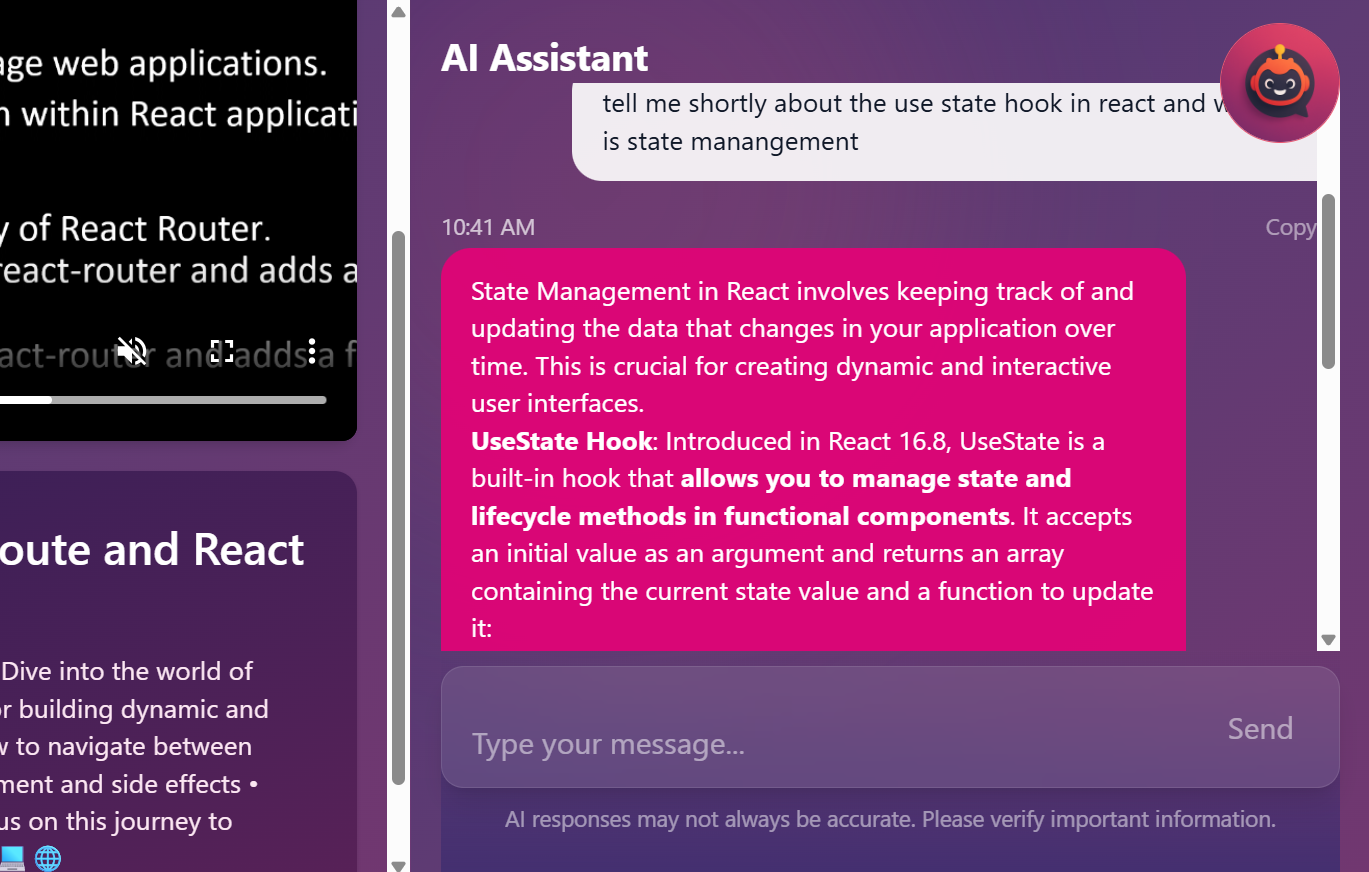 age web applications.
n within React applicati
y of React Router.
react-router and adds a
act-router and adds a f
oute and React
Dive into the world of
or building dynamic and
w to navigate between
ment and side effects •
us on this journey to
AI Assistant
tell me shortly about the use state hook in react and w
is state manangement
10:41 AM
Copy
State Management in React involves keeping track of and
updating the data that changes in your application over
time. This is crucial for creating dynamic and interactive
user interfaces.
UseState Hook: Introduced in React 16.8, UseState is a
built-in hook that allows you to manage state and
lifecycle methods in functional components. It accepts
an initial value as an argument and returns an array
containing the current state value and a function to update
it:
Type your message...
Send
AI responses may not always be accurate. Please verify important information.